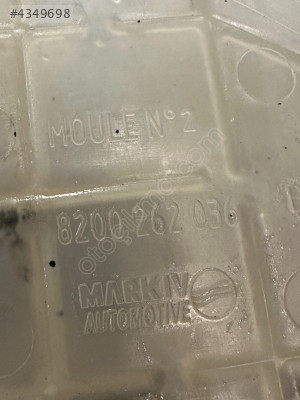 #4349698
MOULE N°2
8200 262 036
MARK IV
AUTOMOTIVE